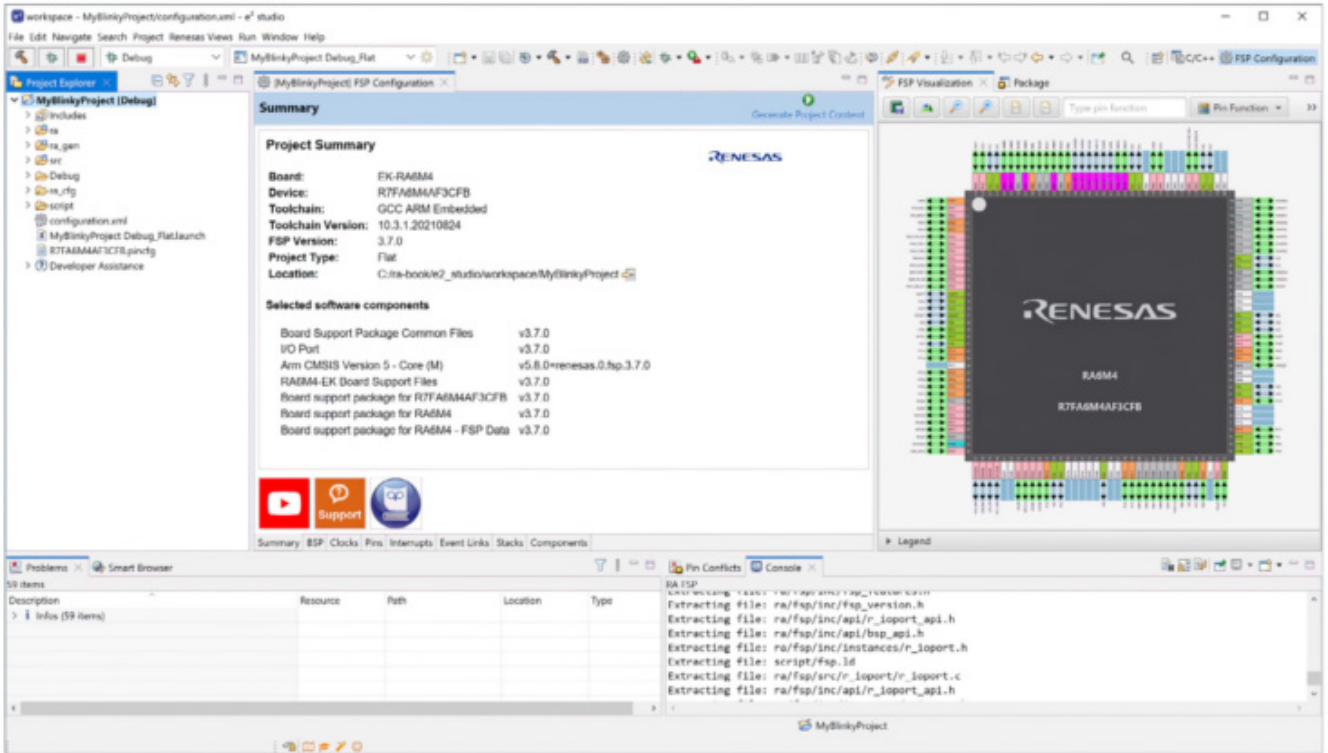 workspace - MyBlinkyProject/configuration.xml - e² studio
File Edit Navigate Search Project Renesas Views Run Window Help
Debug MyBlinkyProject Debug_Flat C/C++ FSP Configuration
Project Explorer
MyBlinkyProject [Debug]
Includes
ra
ra_gen
src
Debug
ra_cfg
script
configuration.xml
MyBlinkyProject Debug_Flat.launch
R7FA6M4AF3CFB.pincfg
Developer Assistance
[MyBlinkyProject] FSP Configuration
Summary
Generate Project Content
Project Summary
RENESAS
Board: EK-RA6M4
Device: R7FA6M4AF3CFB
Toolchain: GCC ARM Embedded
Toolchain Version: 10.3.1.20210824
FSP Version: 3.7.0
Project Type: Flat
Location: C:/ra-book/e2_studio/workspace/MyBlinkyProject
Selected software components
Board Support Package Common Files v3.7.0
I/O Port v3.7.0
Arm CMSIS Version 5 - Core (M) v5.8.0+renesas.0.fsp.3.7.0
RA6M4-EK Board Support Files v3.7.0
Board support package for R7FA6M4AF3CFB v3.7.0
Board support package for RA6M4 v3.7.0
Board support package for RA6M4 - FSP Data v3.7.0
Support
Summary BSP Clocks Pins Interrupts Event Links Stacks Components
FSP Visualization Package
Type pin function Pin Function
RENESAS
RA6M4
R7FA6M4AF3CFB
Legend
Problems Smart Browser
59 items
Description Resource Path Location Type
Infos (59 items)
Pin Conflicts Console
RA FSP
Extracting file: ra/fsp/inc/fsp_features.h
Extracting file: ra/fsp/inc/fsp_version.h
Extracting file: ra/fsp/inc/api/r_ioport_api.h
Extracting file: ra/fsp/inc/api/bsp_api.h
Extracting file: ra/fsp/inc/instances/r_ioport.h
Extracting file: script/fsp.ld
Extracting file: ra/fsp/src/r_ioport/r_ioport.c
Extracting file: ra/fsp/inc/api/r_ioport_api.h
MyBlinkyProject